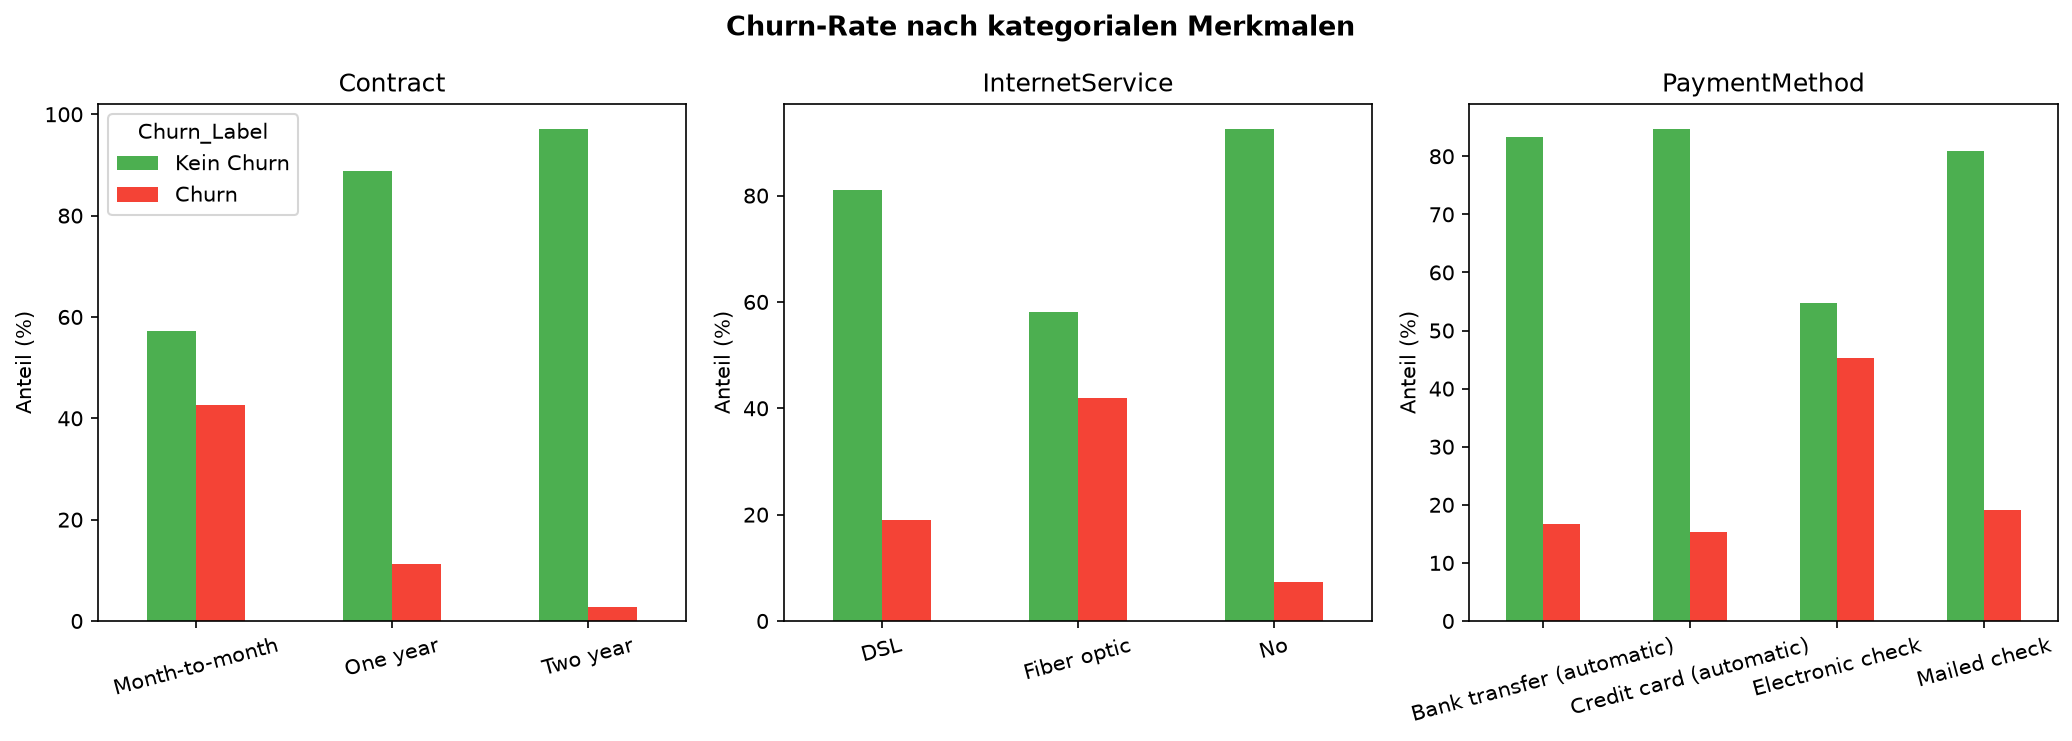 Churn-Rate nach kategorialen Merkmalen
Contract
Anteil (%)
100
80
60
40
20
0
Churn_Label
Kein Churn
Churn
Month-to-month
One year
Two year
InternetService
Anteil (%)
80
60
40
20
0
DSL
Fiber optic
No
PaymentMethod
Anteil (%)
80
70
60
50
40
30
20
10
0
Bank transfer (automatic)
Credit card (automatic)
Electronic check
Mailed check